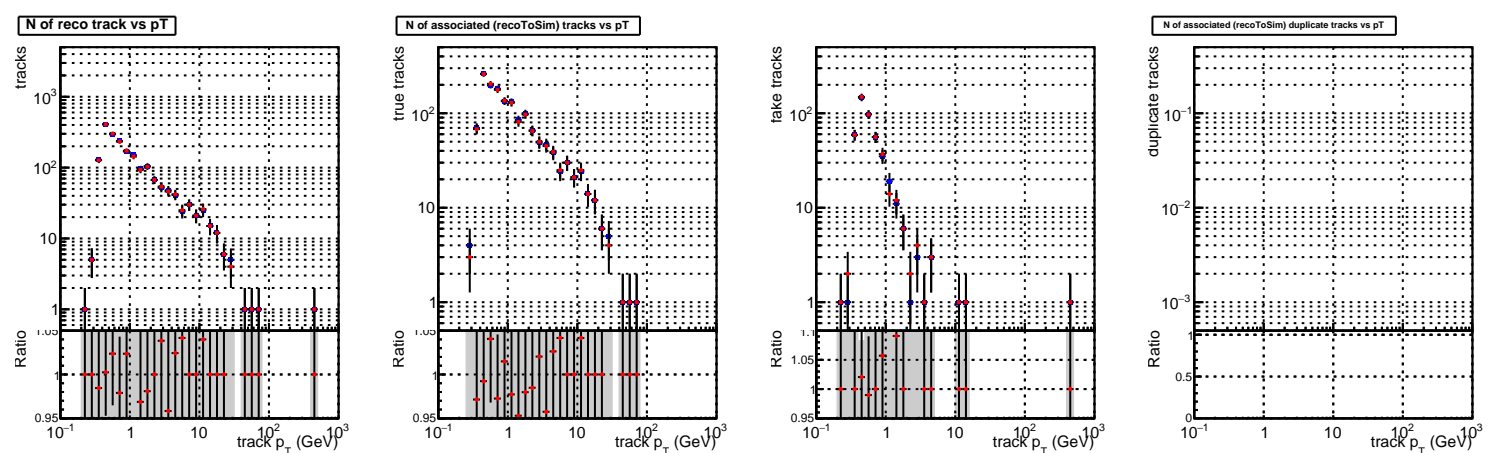 N of reco track vs pT
tracks
10³
10²
10
1
Ratio
1.05
1
0.95
10⁻¹ 1 10 10² 10³
track p_T (GeV)
N of associated (recoToSim) tracks vs pT
true tracks
10²
10
1
Ratio
1.05
1
0.95
10⁻¹ 1 10 10² 10³
track p_T (GeV)
fake tracks
10²
10
1
Ratio
1.1
1.05
1
0.95
10⁻¹ 1 10 10² 10³
track p_T (GeV)
N of associated (recoToSim) duplicate tracks vs pT
duplicate tracks
10⁻¹
10⁻²
10⁻³
Ratio
1
0.5
0
10⁻¹ 1 10 10² 10³
track p_T (GeV)